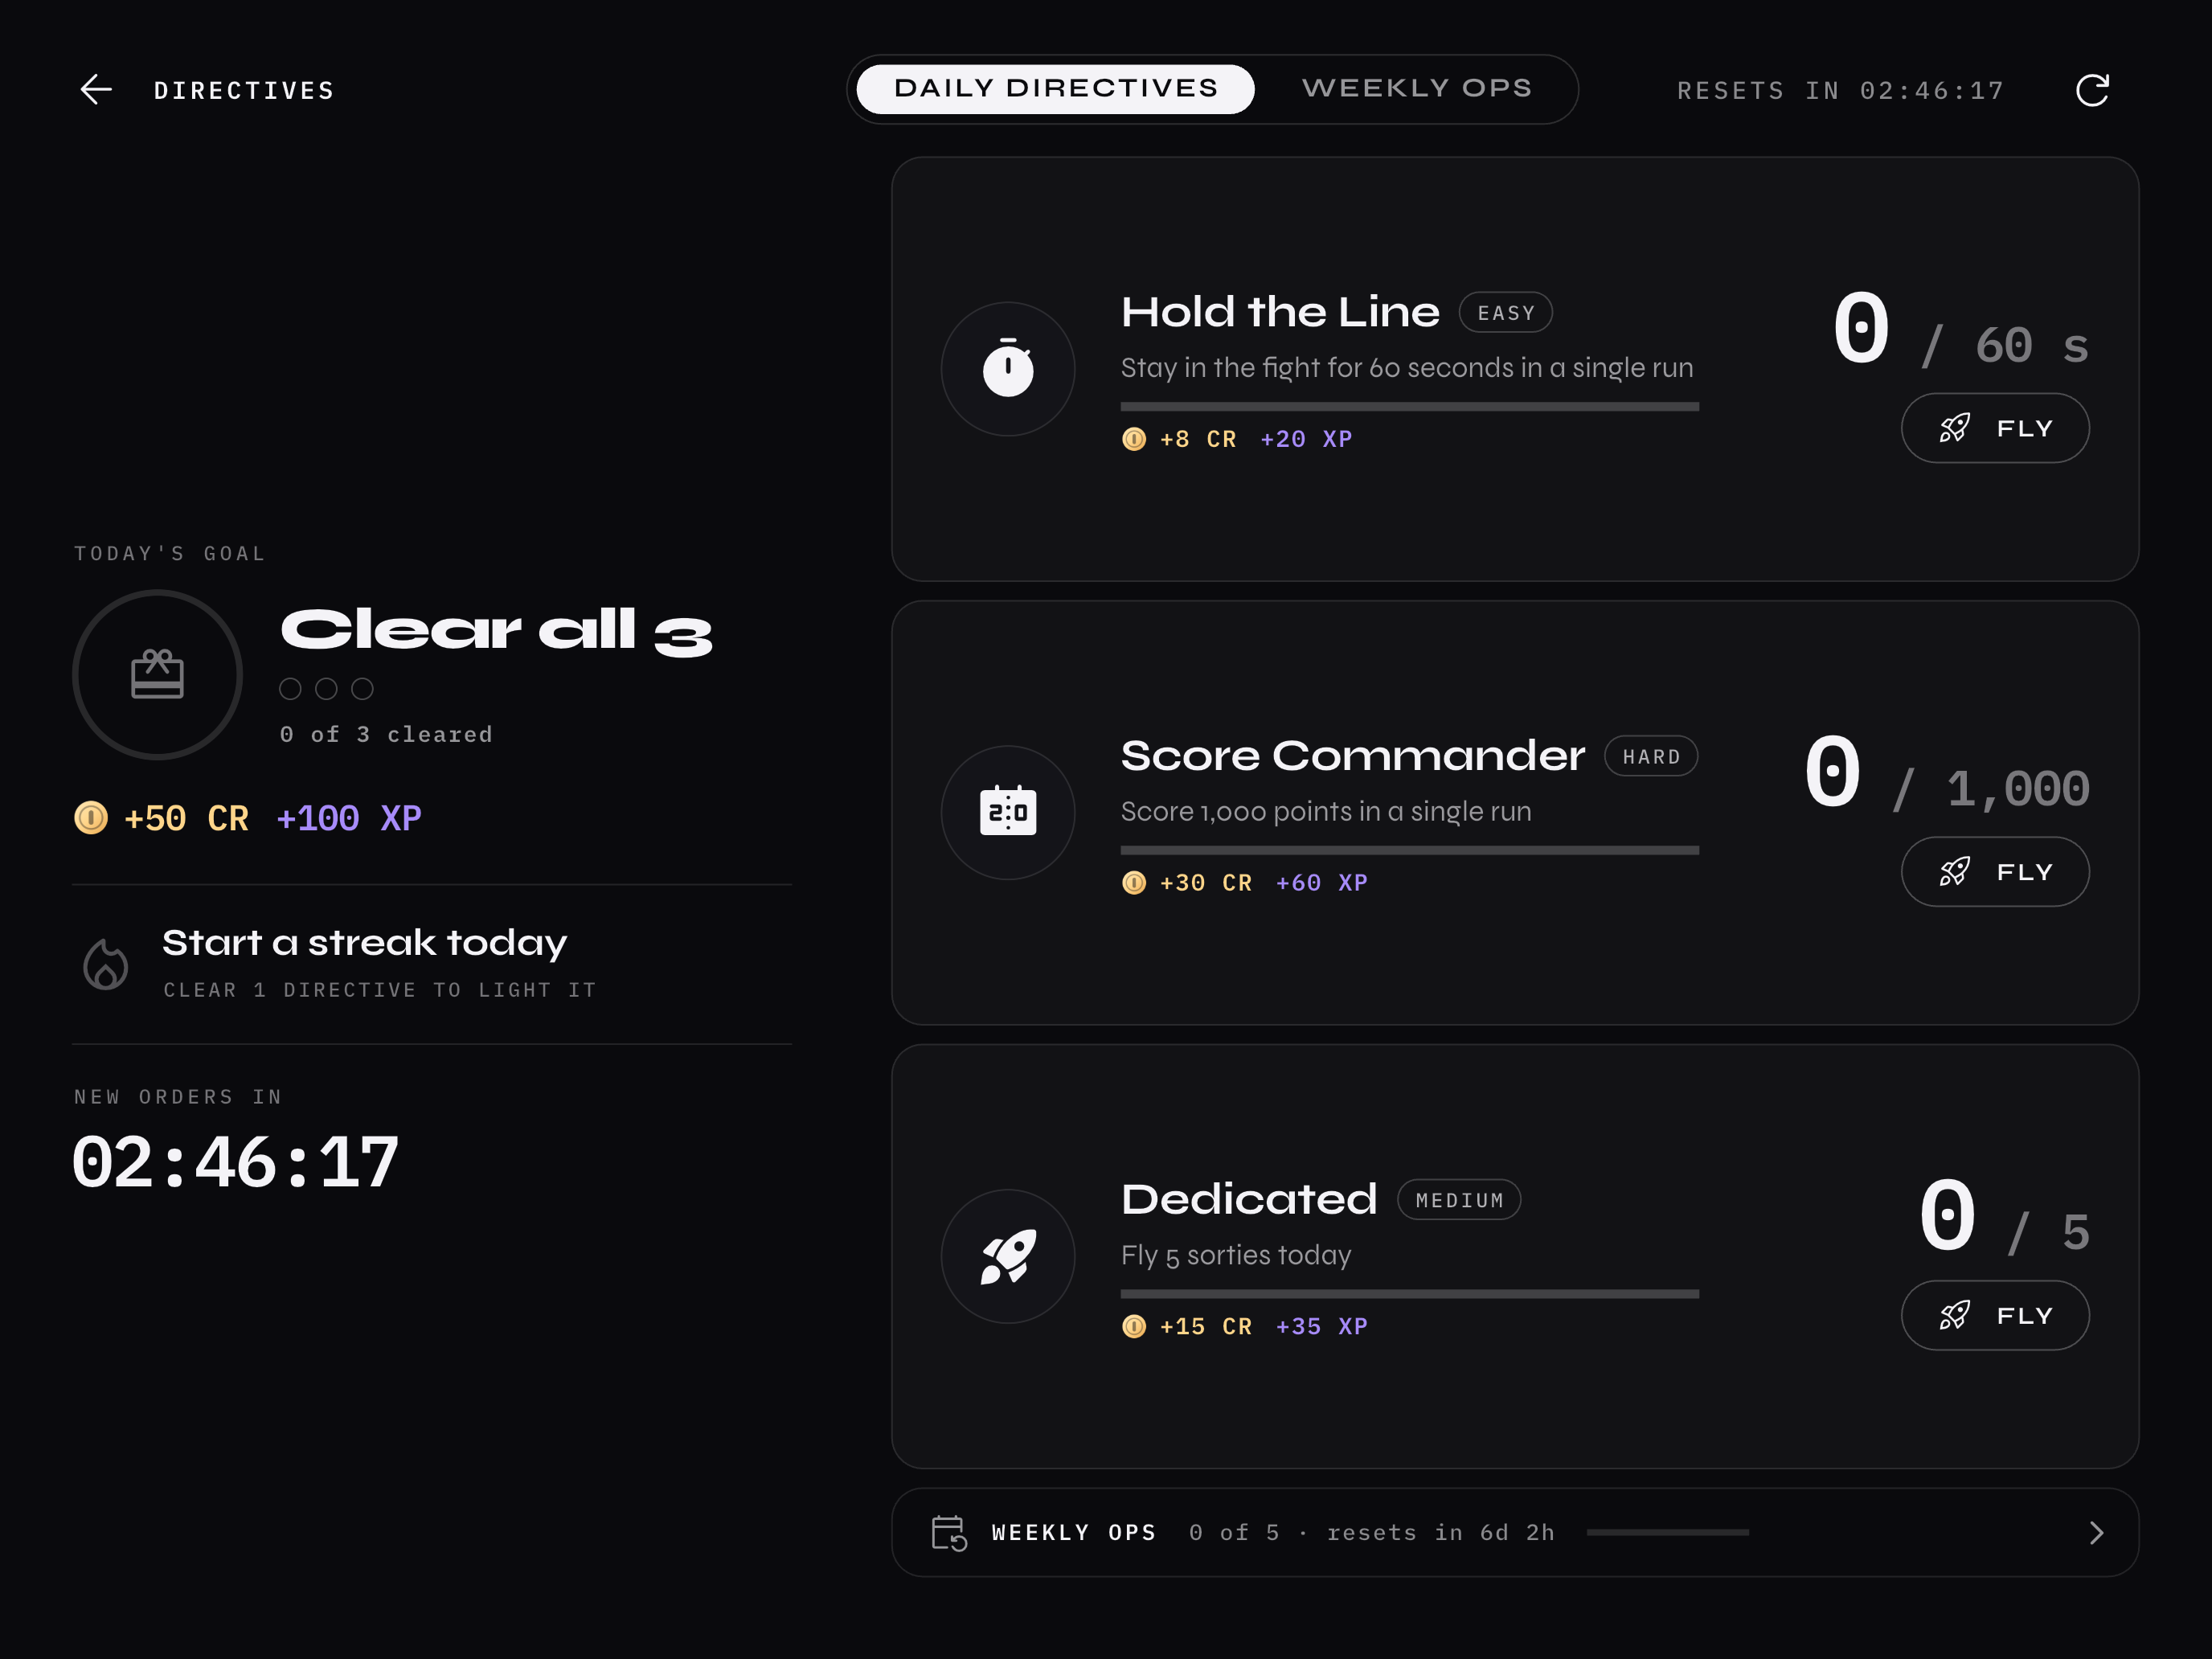 DIRECTIVES
DAILY DIRECTIVES
WEEKLY OPS
RESETS IN 02:46:17
TODAY'S GOAL
Clear all 3
0 of 3 cleared
+50 CR +100 XP
Start a streak today
CLEAR 1 DIRECTIVE TO LIGHT IT
NEW ORDERS IN
02:46:17
Hold the Line EASY
Stay in the fight for 60 seconds in a single run
+8 CR +20 XP
0 / 60 s
FLY
Score Commander HARD
2:0
Score 1,000 points in a single run
+30 CR +60 XP
0 / 1,000
FLY
Dedicated MEDIUM
Fly 5 sorties today
+15 CR +35 XP
0 / 5
FLY
WEEKLY OPS 0 of 5 · resets in 6d 2h